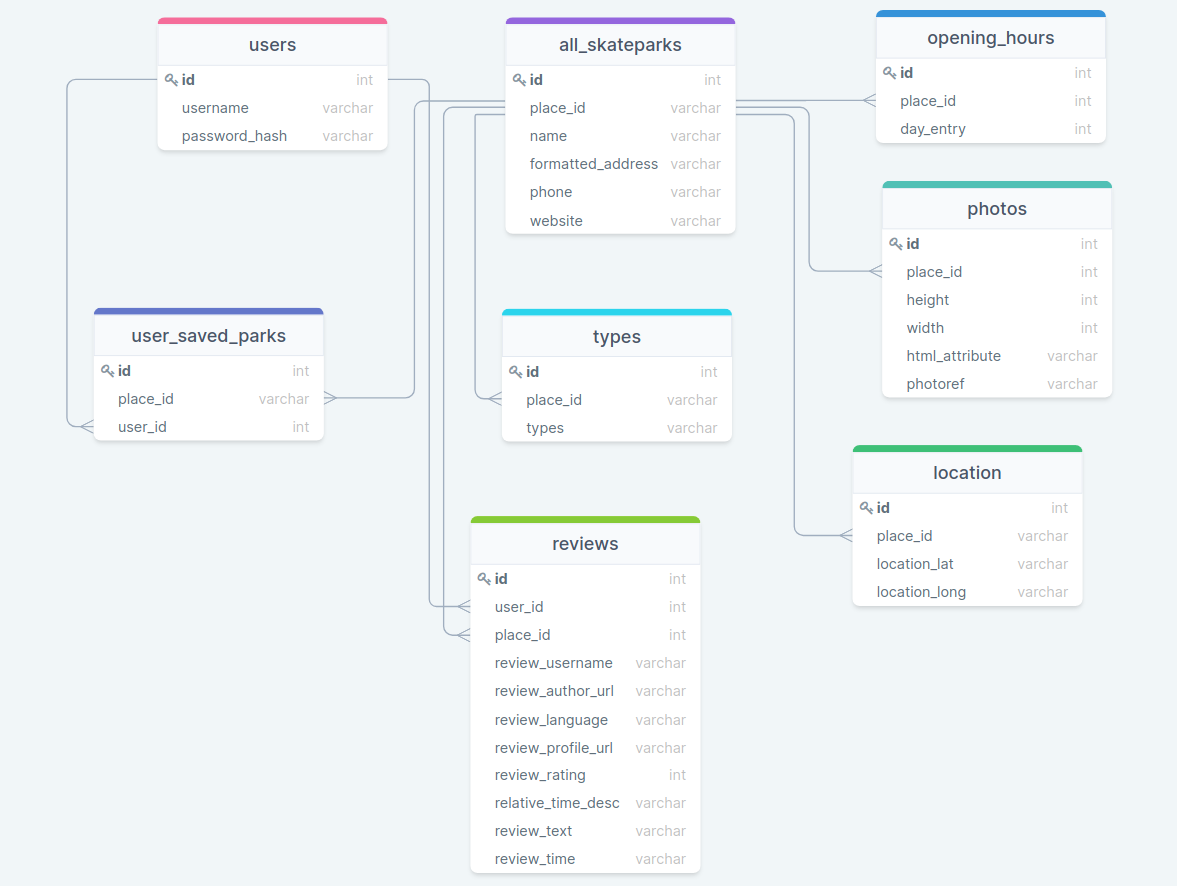 users
id int
username varchar
password_hash varchar
all_skateparks
id int
place_id varchar
name varchar
formatted_address varchar
phone varchar
website varchar
opening_hours
id int
place_id int
day_entry int
photos
id int
place_id int
height int
width int
html_attribute varchar
photoref varchar
user_saved_parks
id int
place_id varchar
user_id int
types
id int
place_id varchar
types varchar
location
id int
place_id varchar
location_lat varchar
location_long varchar
reviews
id int
user_id int
place_id int
review_username varchar
review_author_url varchar
review_language varchar
review_profile_url varchar
review_rating int
relative_time_desc varchar
review_text varchar
review_time varchar